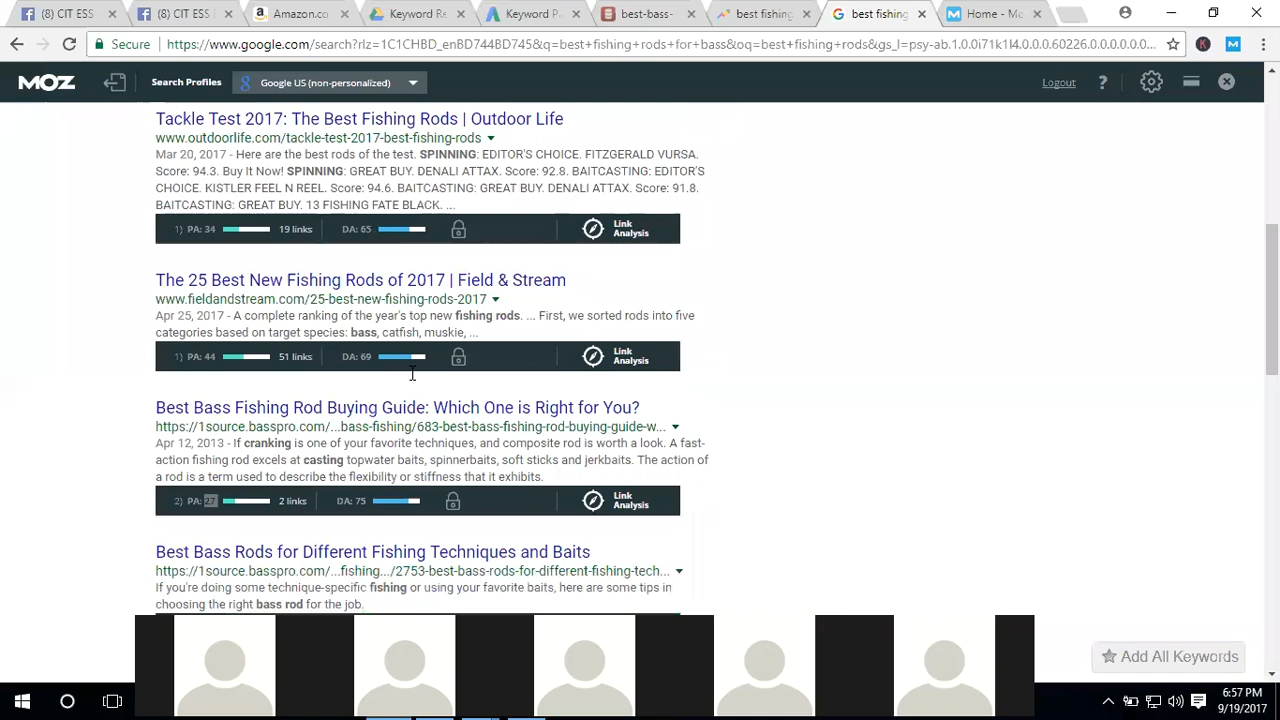 (8) CIT ESS
(8) CIT ESS
Amazon.co
Keyword Re
Keyword P
best-bass-
best fishing
best fishin
Home - Mo
Secure
https://www.google.com/search?rlz=1C1CHBD_enBD744BD745&q=best+fishing+rods+for+bass&oq=best+fishing+rods&gs_l=psy-ab.1.0.0i71k1l4.0.0.0.60226.0.0.0.0.0.0...
MOZ
Search Profiles
Google US (non-personalized)
Logout
?
Tackle Test 2017: The Best Fishing Rods | Outdoor Life
www.outdoorlife.com/tackle-test-2017-best-fishing-rods
Mar 20, 2017 - Here are the best rods of the test. SPINNING: EDITOR'S CHOICE. FITZGERALD VURSA.
Score: 94.3. Buy It Now! SPINNING: GREAT BUY. DENALI ATTAX. Score: 92.8. BAITCASTING: EDITOR'S
CHOICE. KISTLER FEEL N REEL. Score: 94.6. BAITCASTING: GREAT BUY. DENALI ATTAX. Score: 91.8.
BAITCASTING: GREAT BUY. 13 FISHING FATE BLACK. ...
1) PA: 34 19 links DA: 65 Link Analysis
The 25 Best New Fishing Rods of 2017 | Field & Stream
www.fieldandstream.com/25-best-new-fishing-rods-2017
Apr 25, 2017 - A complete ranking of the year's top new fishing rods. ... First, we sorted rods into five
categories based on target species: bass, catfish, muskie, ...
1) PA: 44 51 links DA: 69 Link Analysis
Best Bass Fishing Rod Buying Guide: Which One is Right for You?
https://1source.basspro.com/...bass-fishing/683-best-bass-fishing-rod-buying-guide-w...
Apr 12, 2013 - If cranking is one of your favorite techniques, and composite rod is worth a look. A fast-
action fishing rod excels at casting topwater baits, spinnerbaits, soft sticks and jerkbaits. The action of
a rod is a term used to describe the flexibility or stiffness that it exhibits.
2) PA: 27 2 links DA: 75 Link Analysis
Best Bass Rods for Different Fishing Techniques and Baits
https://1source.basspro.com/...fishing.../2753-best-bass-rods-for-different-fishing-tech...
If you're doing some technique-specific fishing or using your favorite baits, here are some tips in
choosing the right bass rod for the job.
Add All Keywords
6:57 PM
9/19/2017